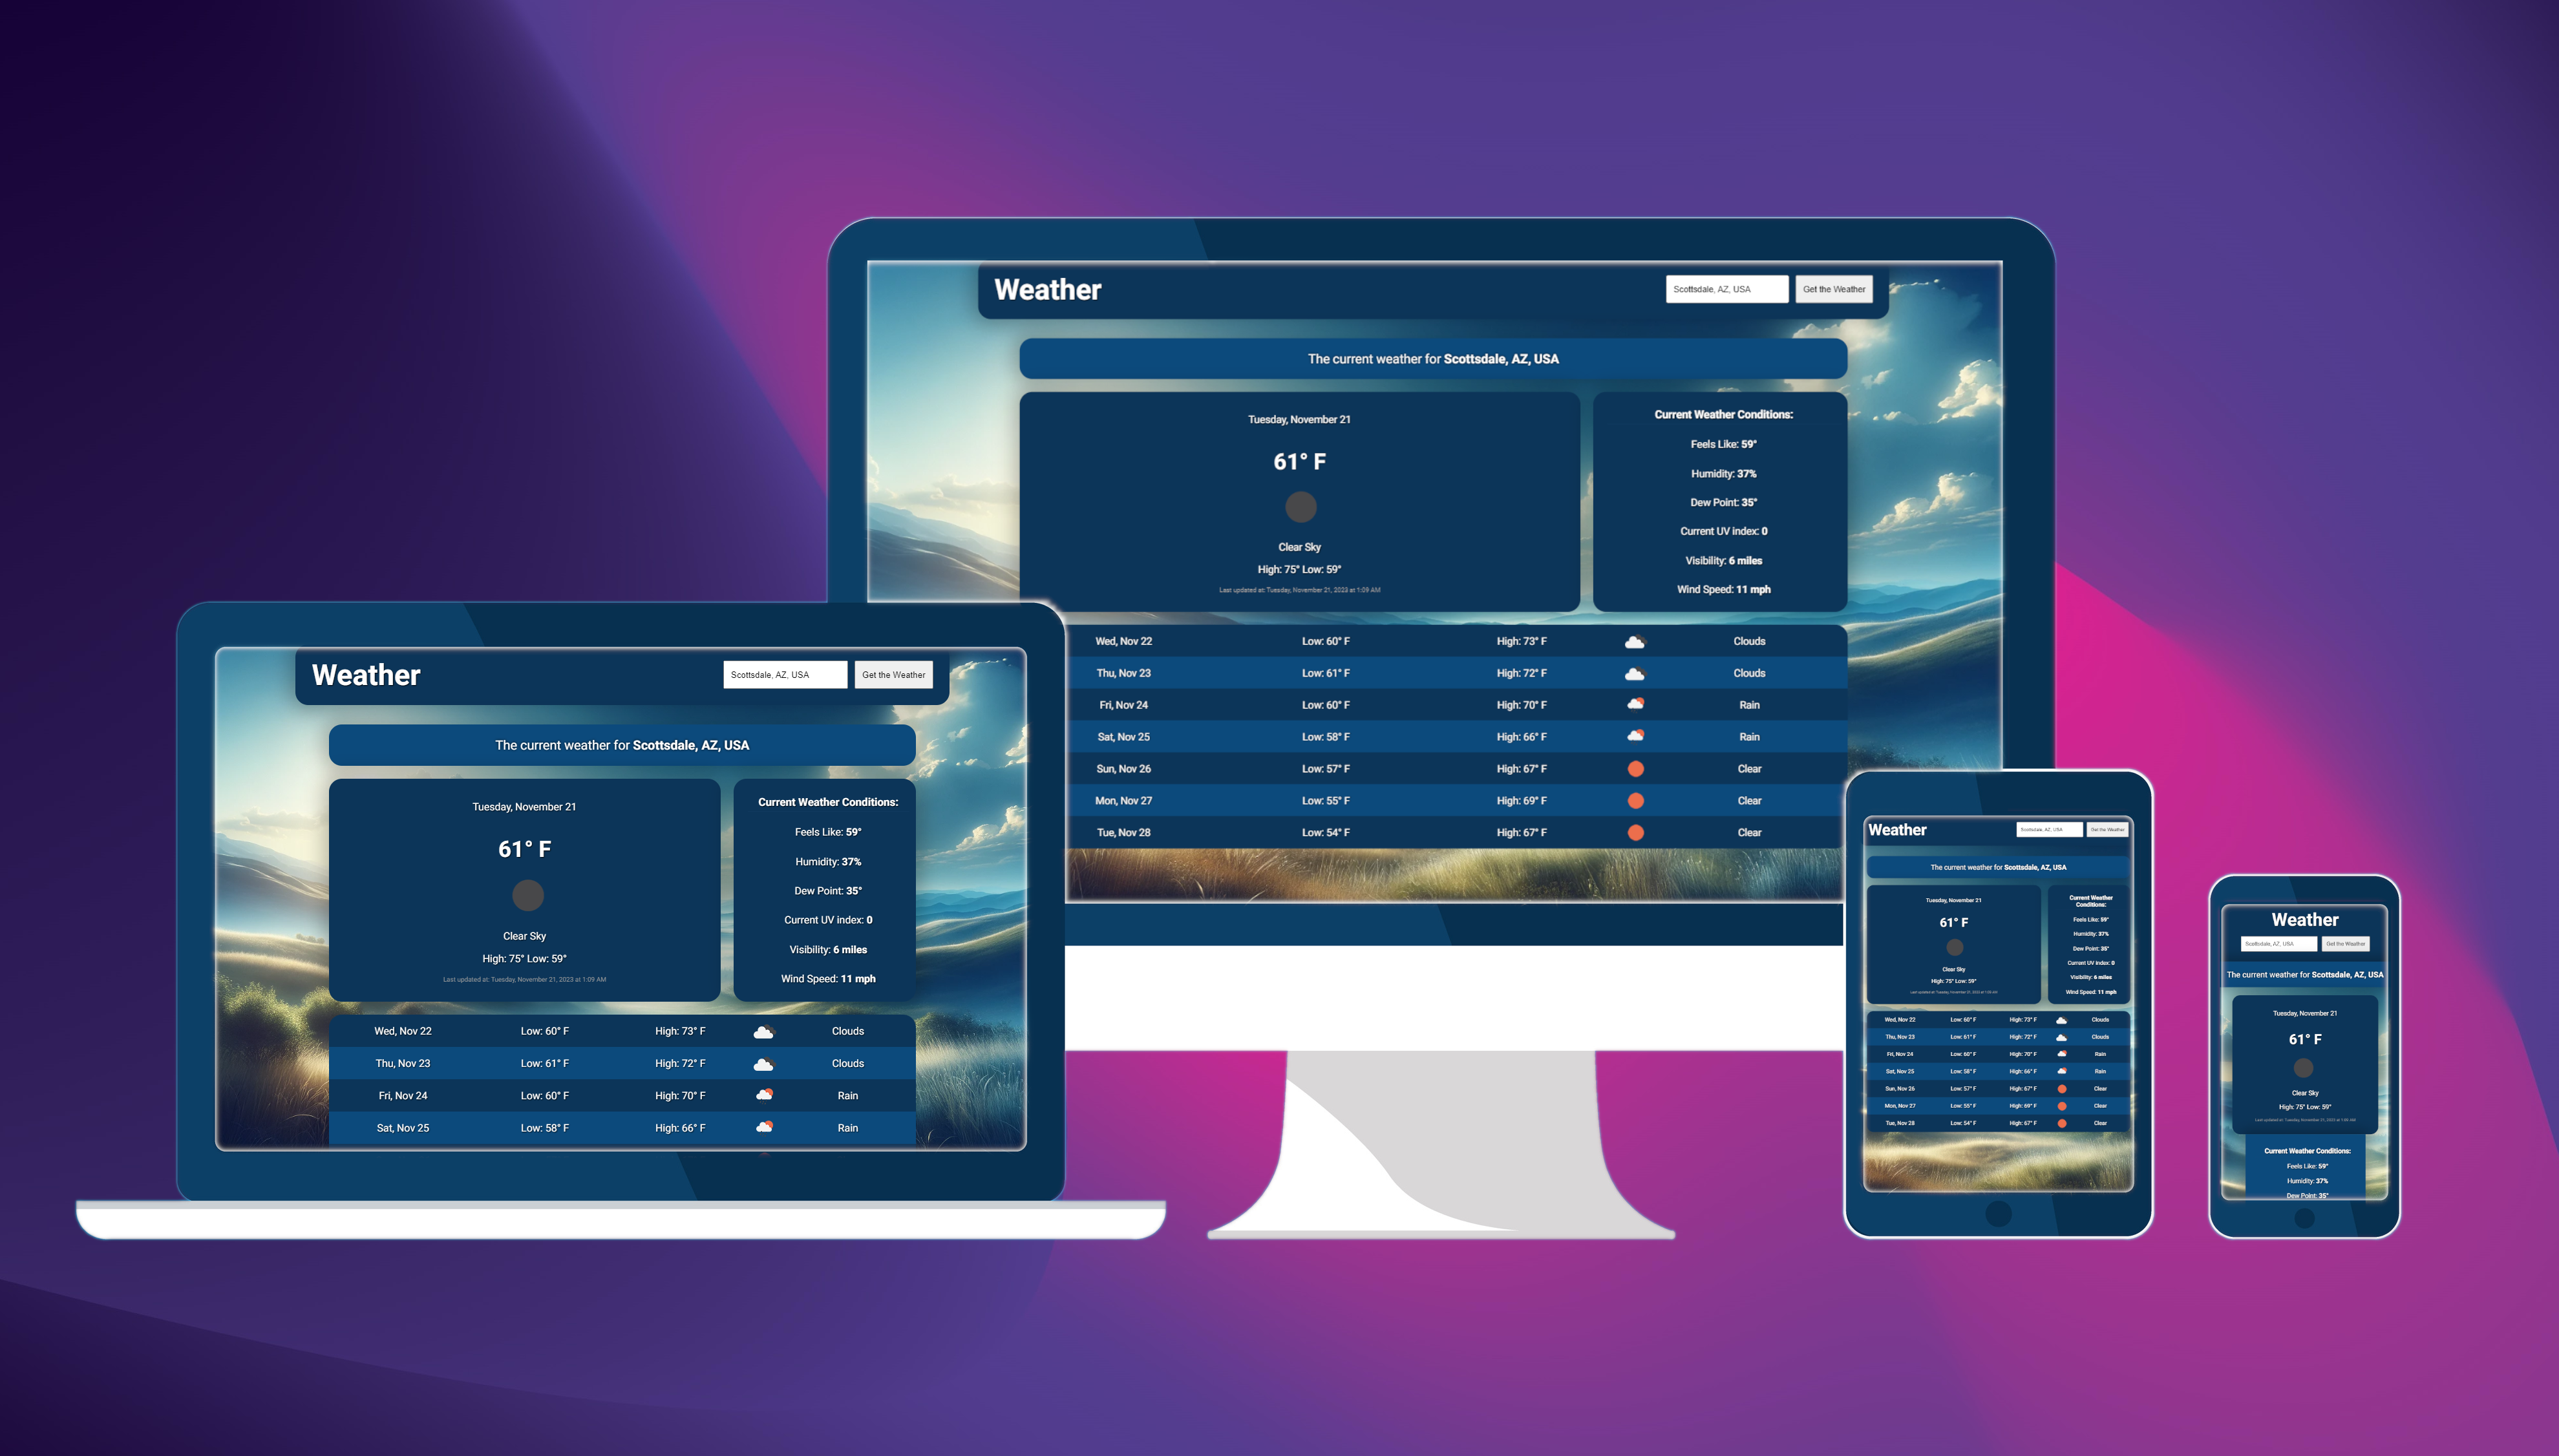 Weather
Scottsdale, AZ, USA Get the Weather
The current weather for Scottsdale, AZ, USA
Tuesday, November 21
61° F
Clear Sky
High: 75° Low: 59°
Last updated at: Tuesday, November 21, 2023 at 1:09 AM
Current Weather Conditions:
Feels Like: 59°
Humidity: 37%
Dew Point: 35°
Current UV index: 0
Visibility: 6 miles
Wind Speed: 11 mph
Wed, Nov 22 Low: 60° F High: 73° F Clouds
Thu, Nov 23 Low: 61° F High: 72° F Clouds
Fri, Nov 24 Low: 60° F High: 70° F Rain
Sat, Nov 25 Low: 58° F High: 66° F Rain
Sun, Nov 26 Low: 57° F High: 67° F Clear
Mon, Nov 27 Low: 55° F High: 69° F Clear
Tue, Nov 28 Low: 54° F High: 67° F Clear
Weather
Scottsdale, AZ, USA Get the Weather
The current weather for Scottsdale, AZ, USA
Tuesday, November 21
61° F
Clear Sky
High: 75° Low: 59°
Last updated at: Tuesday, November 21, 2023 at 1:09 AM
Current Weather Conditions:
Feels Like: 59°
Humidity: 37%
Dew Point: 35°
Current UV index: 0
Visibility: 6 miles
Wind Speed: 11 mph
Wed, Nov 22 Low: 60° F High: 73° F Clouds
Thu, Nov 23 Low: 61° F High: 72° F Clouds
Fri, Nov 24 Low: 60° F High: 70° F Rain
Sat, Nov 25 Low: 58° F High: 66° F Rain
Weather
Scottsdale, AZ, USA Get the Weather
The current weather for Scottsdale, AZ, USA
Tuesday, November 21
61° F
Clear Sky
High: 75° Low: 59°
Current Weather
Conditions:
Feels Like: 59°
Humidity: 37%
Dew Point: 35°
Current UV index: 0
Visibility: 6 miles
Wind Speed: 11 mph
Wed, Nov 22 Low: 60° F High: 73° F Clouds
Thu, Nov 23 Low: 61° F High: 72° F Clouds
Fri, Nov 24 Low: 60° F High: 70° F Rain
Sat, Nov 25 Low: 58° F High: 66° F Rain
Sun, Nov 26 Low: 57° F High: 67° F Clear
Mon, Nov 27 Low: 55° F High: 69° F Clear
Tue, Nov 28 Low: 54° F High: 67° F Clear
Weather
Scottsdale, AZ, USA Get the Weather
The current weather for Scottsdale, AZ, USA
Tuesday, November 21
61° F
Clear Sky
High: 75° Low: 59°
Current Weather Conditions:
Feels Like: 59°
Humidity: 37%
Dew Point: 35°